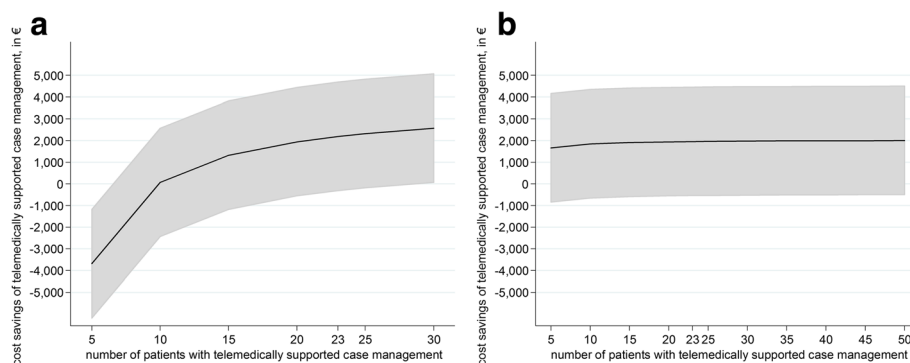 a
cost savings of telemedically supported case management, in €
5,000
4,000
3,000
2,000
1,000
0
-1,000
-2,000
-3,000
-4,000
-5,000
5 10 15 20 23 25 30
number of patients with telemedically supported case management
b
cost savings of telemedically supported case management, in €
5,000
4,000
3,000
2,000
1,000
0
-1,000
-2,000
-3,000
-4,000
-5,000
5 10 15 20 23 25 30 35 40 45 50
number of patients with telemedically supported case management